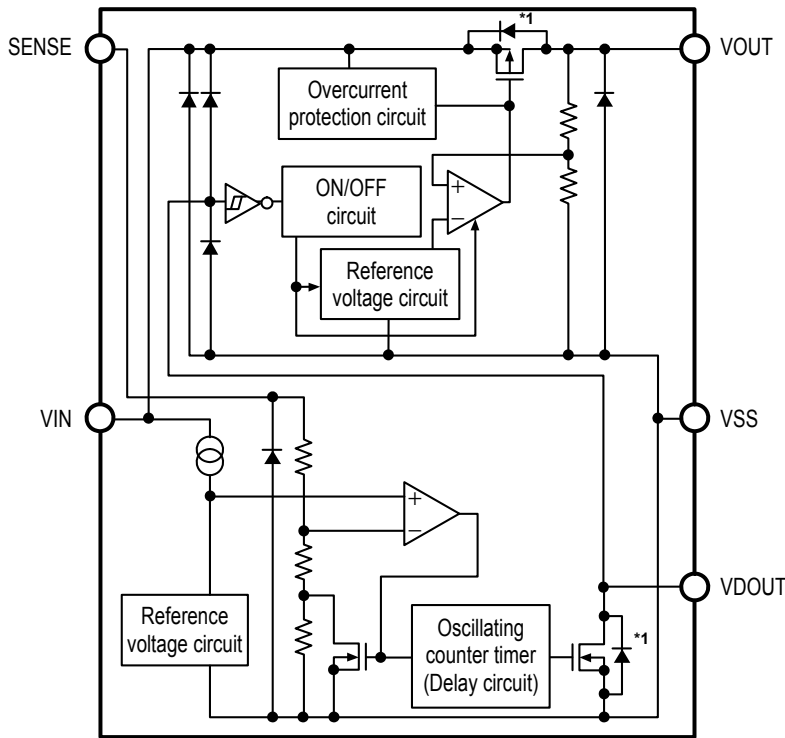 *1
SENSE
VOUT
Overcurrent
protection circuit
ON/OFF
circuit
+
−
Reference
voltage circuit
VIN
VSS
+
−
VDOUT
Reference
voltage circuit
Oscillating
counter timer
(Delay circuit)
*1